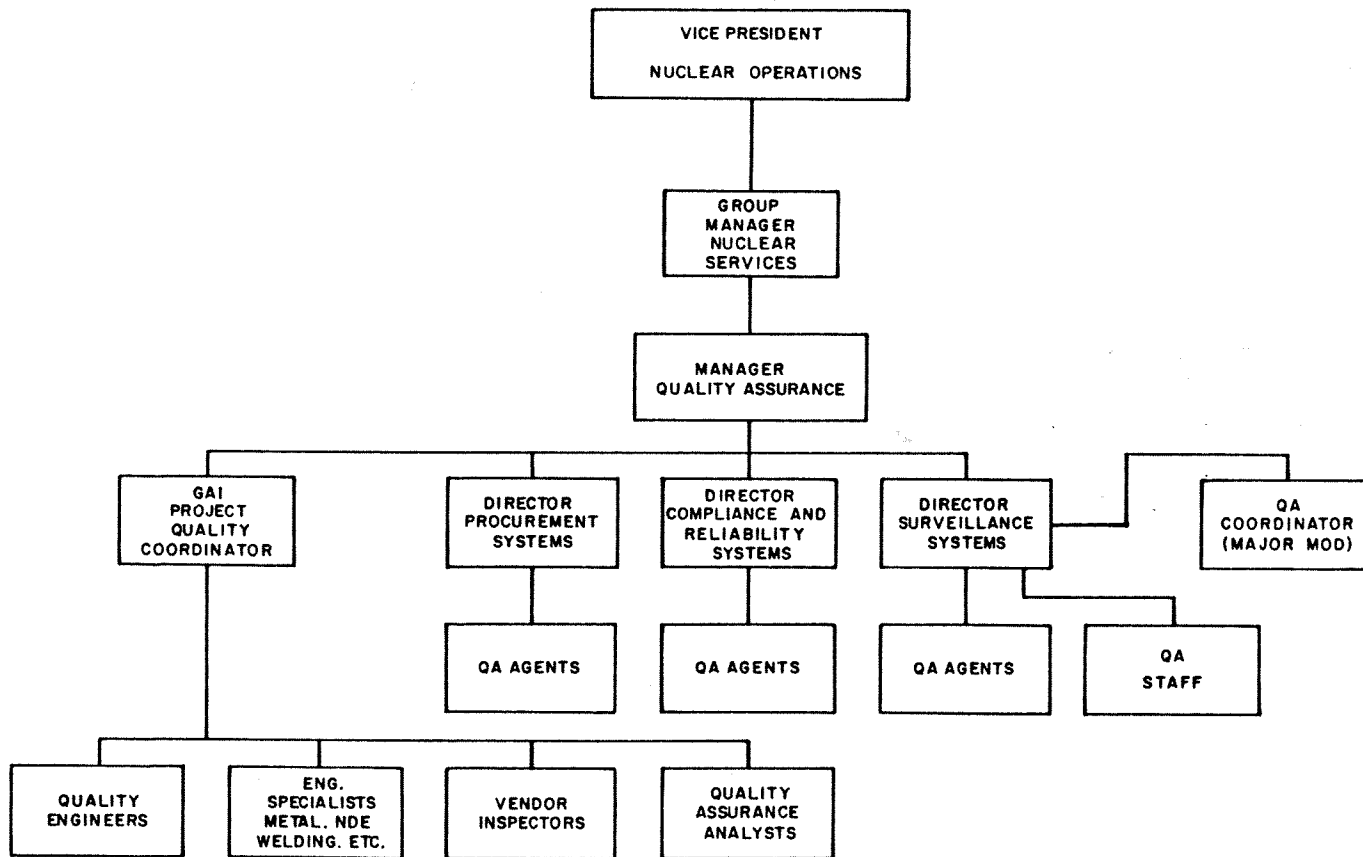 VICE PRESIDENT
NUCLEAR OPERATIONS
GROUP
MANAGER
NUCLEAR
SERVICES
MANAGER
QUALITY ASSURANCE
GAI
PROJECT
QUALITY
COORDINATOR
DIRECTOR
PROCUREMENT
SYSTEMS
DIRECTOR
COMPLIANCE AND
RELIABILITY
SYSTEMS
DIRECTOR
SURVEILLANCE
SYSTEMS
QA
COORDINATOR
(MAJOR MOD)
QA AGENTS
QA AGENTS
QA AGENTS
QA
STAFF
QUALITY
ENGINEERS
ENG.
SPECIALISTS
METAL. NDE
WELDING. ETC.
VENDOR
INSPECTORS
QUALITY
ASSURANCE
ANALYSTS